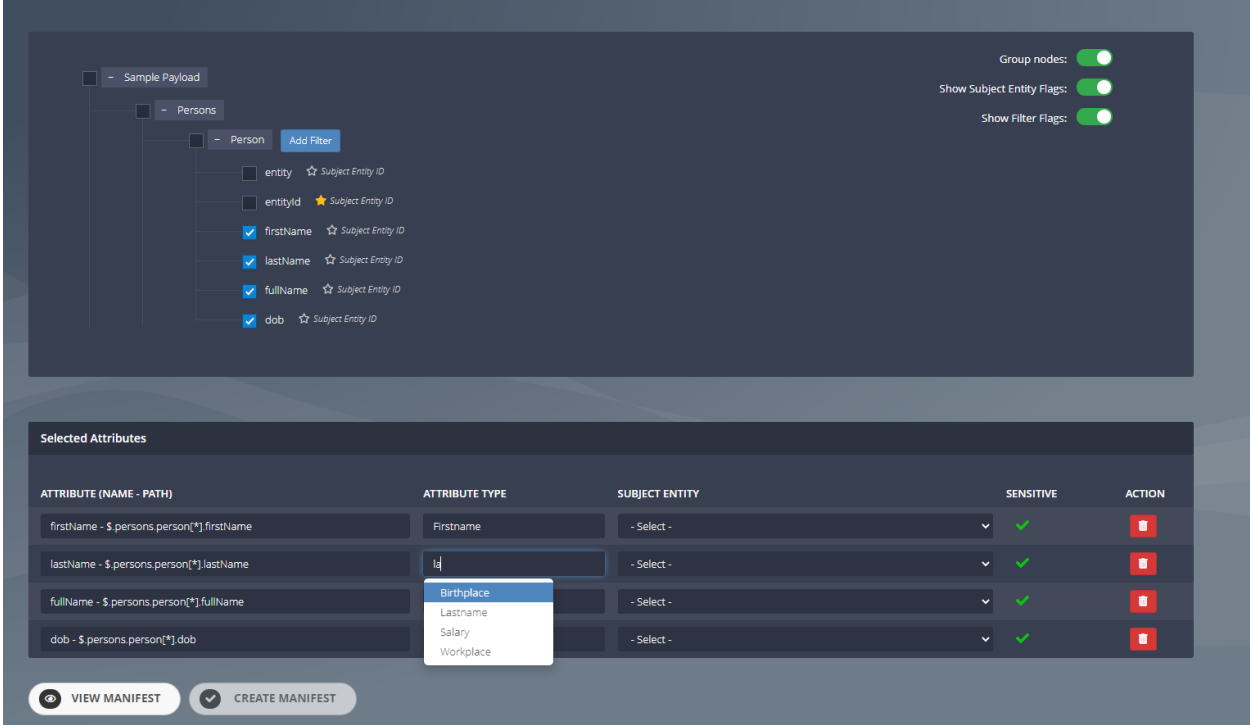 Group nodes:
Sample Payload
Show Subject Entity Flags:
Persons
Show Filter Flags:
Person Add Filter
entity Subject Entity ID
entityId Subject Entity ID
firstName Subject Entity ID
lastName Subject Entity ID
fullName Subject Entity ID
dob Subject Entity ID
Selected Attributes
ATTRIBUTE (NAME - PATH) ATTRIBUTE TYPE SUBJECT ENTITY SENSITIVE ACTION
firstName - $.persons.person[*].firstName Firstname - Select -
lastName - $.persons.person[*].lastName la - Select -
Birthplace
fullName - $.persons.person[*].fullName - Select -
Lastname
Salary
dob - $.persons.person[*].dob - Select -
Workplace
VIEW MANIFEST CREATE MANIFEST